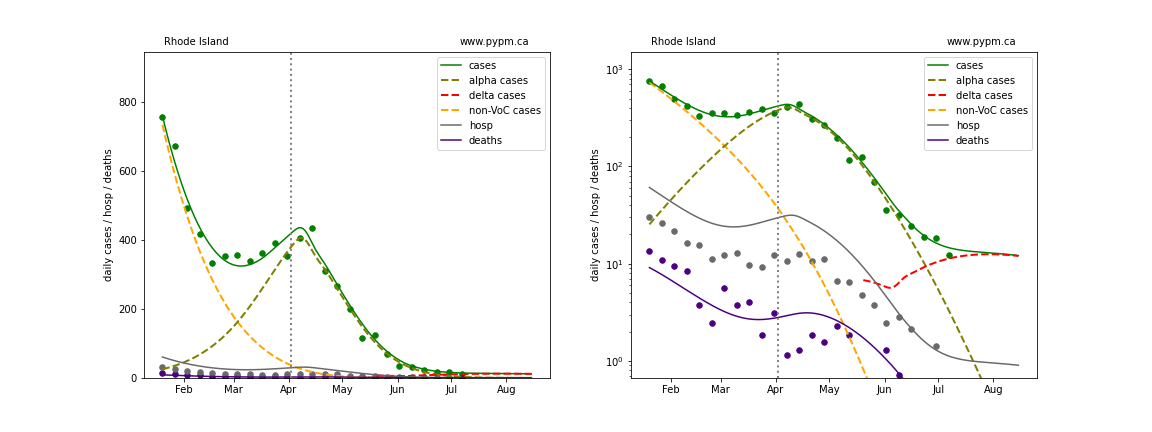 Rhode Island
www.pypm.ca
daily cases / hosp / deaths
800
600
400
200
0
Feb
Mar
Apr
May
Jun
Jul
Aug
cases
alpha cases
delta cases
non-VoC cases
hosp
deaths
Rhode Island
www.pypm.ca
daily cases / hosp / deaths
10³
10²
10¹
10⁰
Feb
Mar
Apr
May
Jun
Jul
Aug
cases
alpha cases
delta cases
non-VoC cases
hosp
deaths